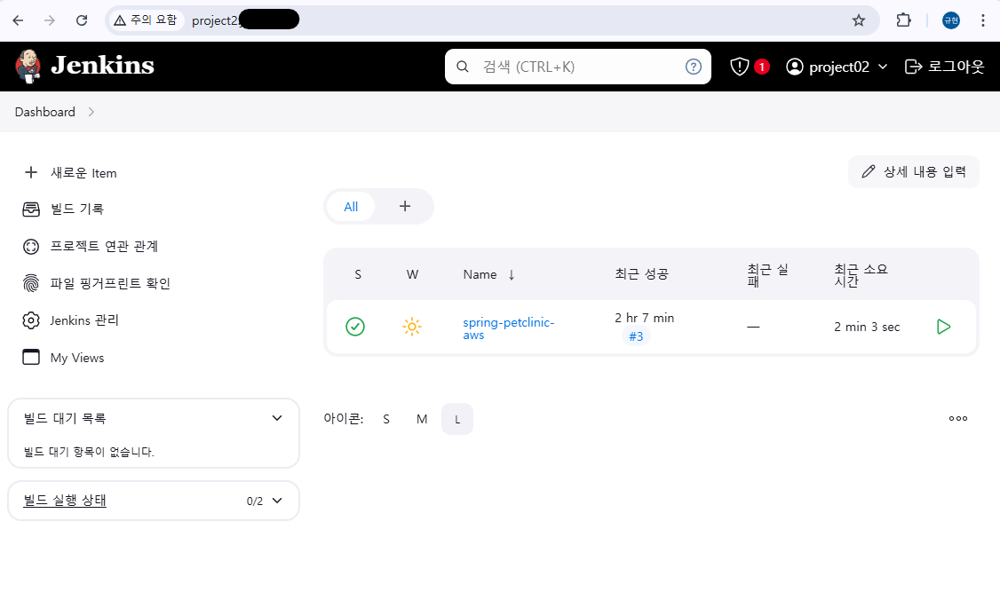 주의 요함 project2
규현
Jenkins
검색 (CTRL+K)
?
1
project02
로그아웃
Dashboard
새로운 Item
빌드 기록
프로젝트 연관 관계
파일 핑거프린트 확인
Jenkins 관리
My Views
빌드 대기 목록
빌드 대기 항목이 없습니다.
빌드 실행 상태
0/2
상세 내용 입력
All +
S W Name ↓ 최근 성공 최근 실패 최근 소요 시간
spring-petclinic-aws
2 hr 7 min
#3
—
2 min 3 sec
아이콘: S M L